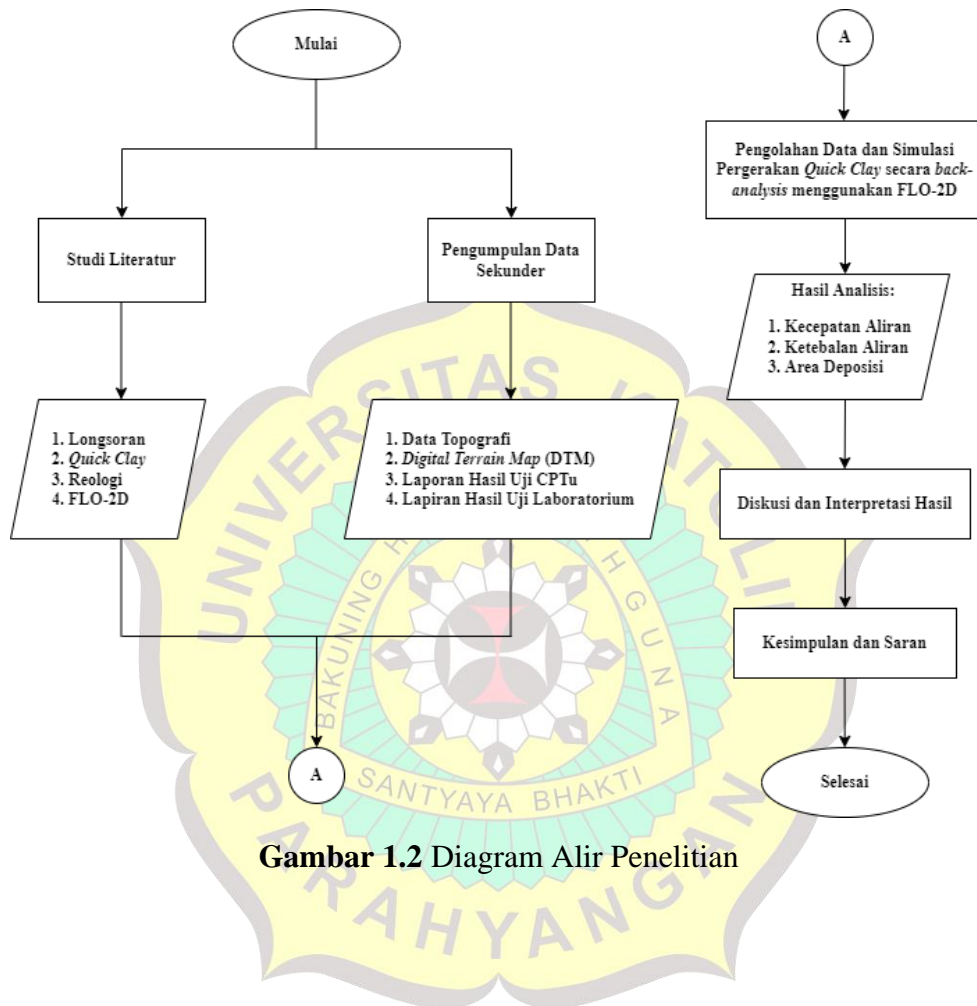 Mulai
Studi Literatur
Pengumpulan Data
Sekunder
1. Longsoran
2. Quick Clay
3. Reologi
4. FLO-2D
1. Data Topografi
2. Digital Terrain Map (DTM)
3. Laporan Hasil Uji CPTu
4. Lapiran Hasil Uji Laboratorium
A
A
Pengolahan Data dan Simulasi
Pergerakan Quick Clay secara back-
analysis menggunakan FLO-2D
Hasil Analisis:
1. Kecepatan Aliran
2. Ketebalan Aliran
3. Area Deposisi
Diskusi dan Interpretasi Hasil
Kesimpulan dan Saran
Selesai
Gambar 1.2 Diagram Alir Penelitian
UNIVERSITAS
PARAHYANGAN
BAKUNING
SANTYAYA BHAKTI